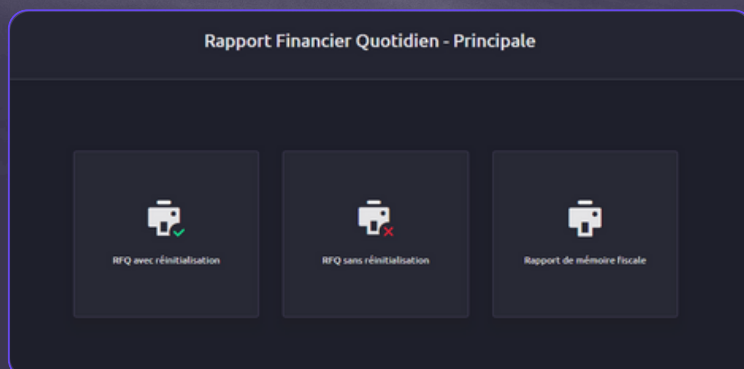 Rapport Financier Quotidien - Principale
RFQ avec réinitialisation
RFQ sans réinitialisation
Rapport de mémoire fiscale